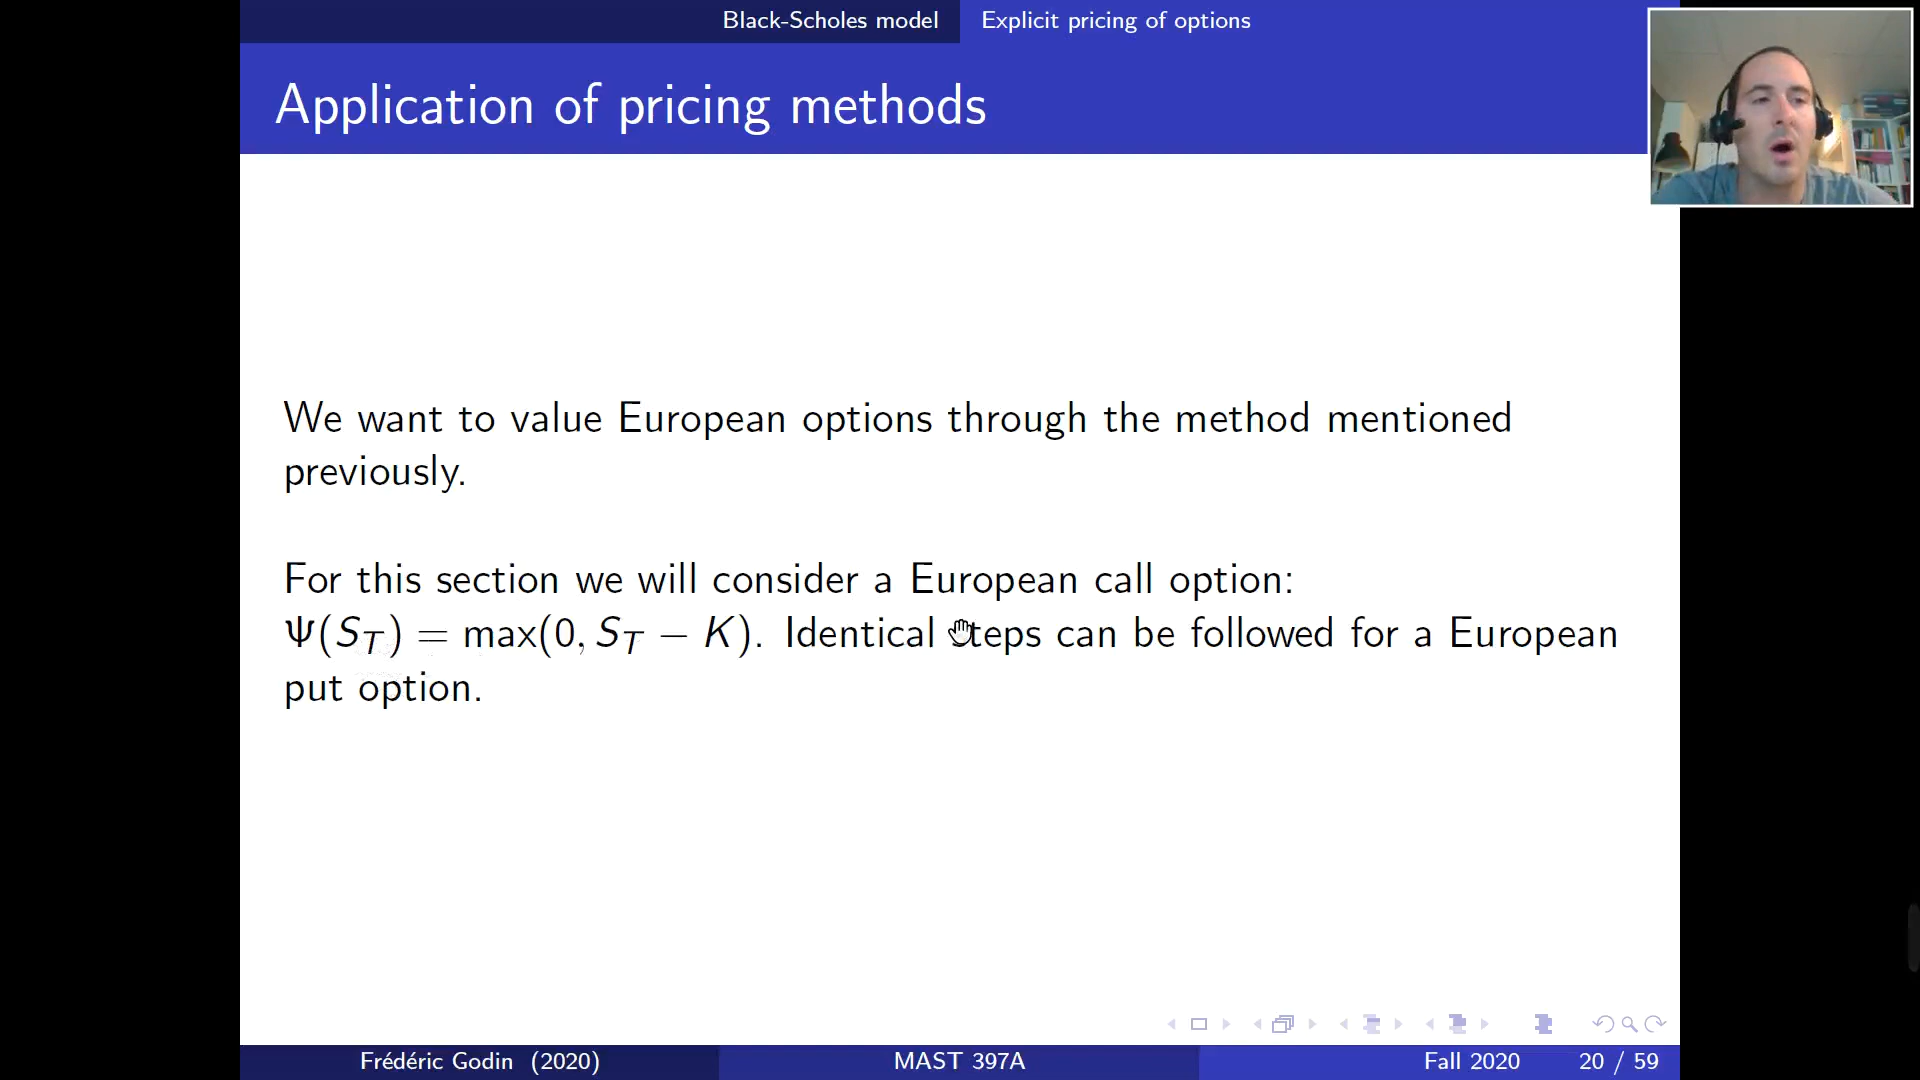 Black-Scholes model Explicit pricing of options
Application of pricing methods
We want to value European options through the method mentioned
previously.
For this section we will consider a European call option:
Ψ(S_T) = max(0, S_T − K). Identical steps can be followed for a European
put option.
Frédéric Godin (2020) MAST 397A Fall 2020 20 / 59